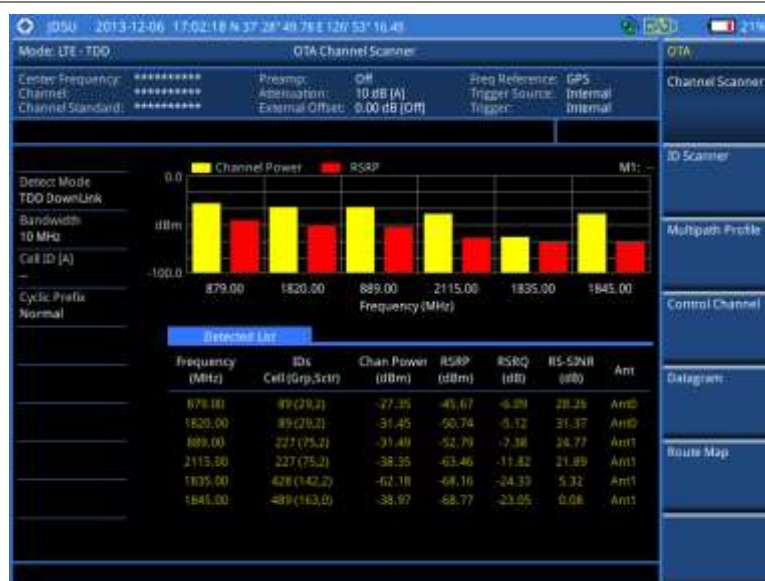 JDSU 2013-12-06 17:02:18 N 37° 28' 49.78 E 126° 53' 16.45 21%
Mode: LTE - TDD OTA Channel Scanner OTA
Center Frequency: ********** Preamp: Off Freq Reference: GPS
Channel: ********** Attenuation: 10 dB [A] Trigger Source: Internal
Channel Standard: ********** External Offset: 0.00 dB [Off] Trigger: Internal
Channel Scanner
ID Scanner
Multipath Profile
Control Channel
Datagram
Route Map
Detect Mode
TDD DownLink
Bandwidth
10 MHz
Cell ID [A]
--
Cyclic Prefix
Normal
Channel Power RSRP M1: --
0.0
dBm
-100.0
879.00 1820.00 889.00 2115.00 1835.00 1845.00
Frequency (MHz)
Detected List
Frequency (MHz) IDs Cell (Grp,Sctr) Chan Power (dBm) RSRP (dBm) RSRQ (dB) RS-SINR (dB) Ant
879.00 89 (29,2) -27.35 -45.67 -6.09 28.26 Ant0
1820.00 89 (29,2) -31.45 -50.74 -5.12 31.37 Ant0
889.00 227 (75,2) -31.49 -52.79 -7.38 24.77 Ant1
2115.00 227 (75,2) -38.35 -63.46 -11.82 21.89 Ant1
1835.00 428 (142,2) -62.18 -68.16 -24.33 5.32 Ant1
1845.00 489 (163,0) -38.97 -68.77 -23.05 0.08 Ant1